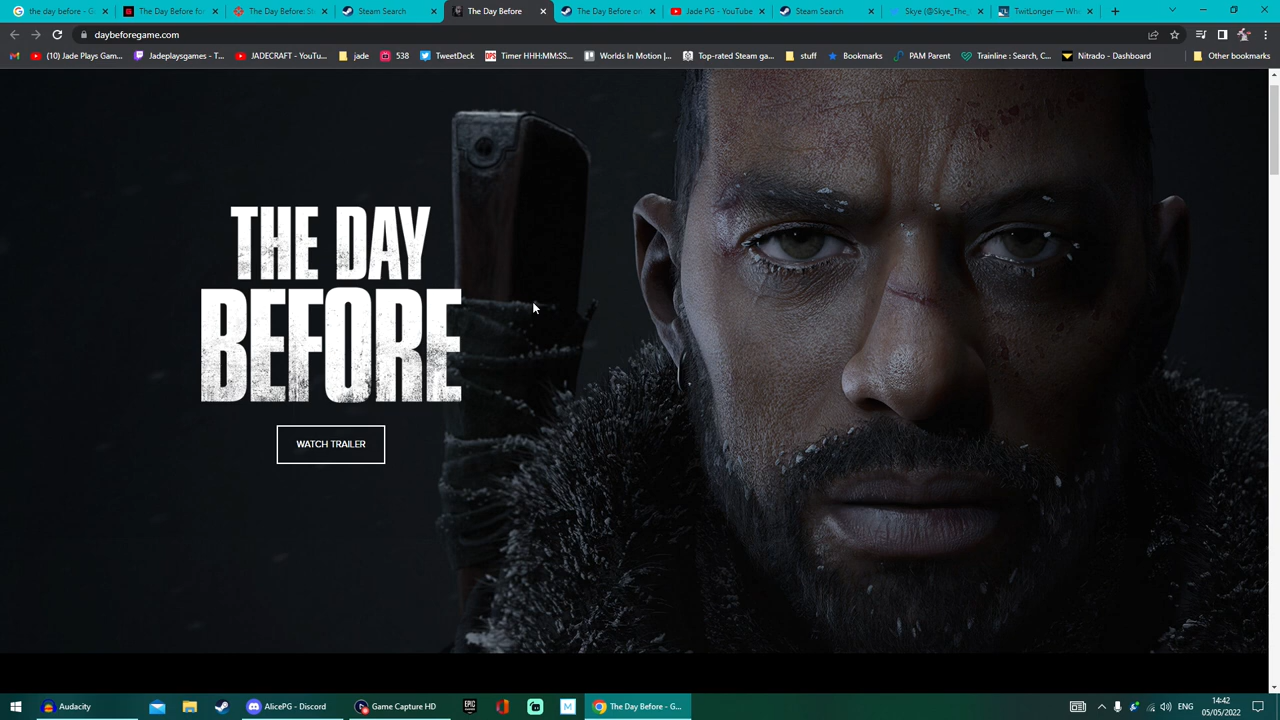 the day before - G
The Day Before fo
The Day Before: St
Steam Search
The Day Before
The Day Before on
Jade PG - YouTube
Steam Search
Skye (@Skye_The_
TwitLonger — Whe
daybeforegame.com
(10) Jade Plays Gam...
Jadeplaysgames - T...
JADECRAFT - YouTu...
jade
538
TweetDeck
Timer HHH:MM:SS...
Worlds In Motion |...
Top-rated Steam ga...
stuff
Bookmarks
PAM Parent
Trainline : Search, C...
Nitrado - Dashboard
Other bookmarks
THE DAY
BEFORE
WATCH TRAILER
Audacity
AlicePG - Discord
Game Capture HD
The Day Before - G...
ENG
14:42
05/05/2022